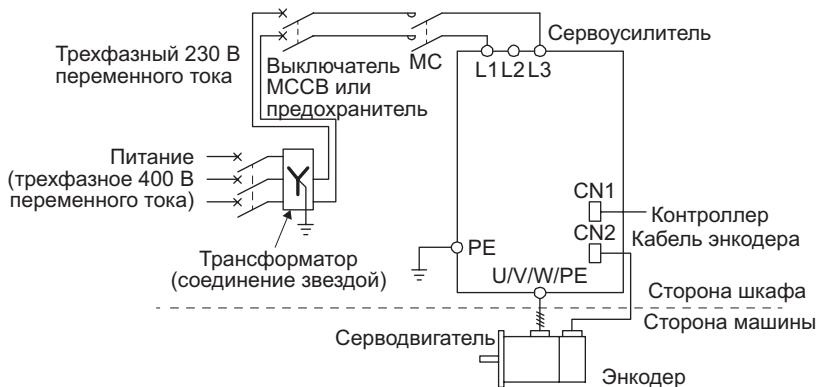 Трехфазный 230 В
переменного тока
Выключатель
MCCB или
предохранитель
MC
L1 L2 L3
Сервоусилитель
Питание
(трехфазное 400 В
переменного тока)
Трансформатор
(соединение звездой)
PE
U/V/W/PE
CN1
Контроллер
CN2
Кабель энкодера
Сторона шкафа
Сторона машины
Серводвигатель
Энкодер